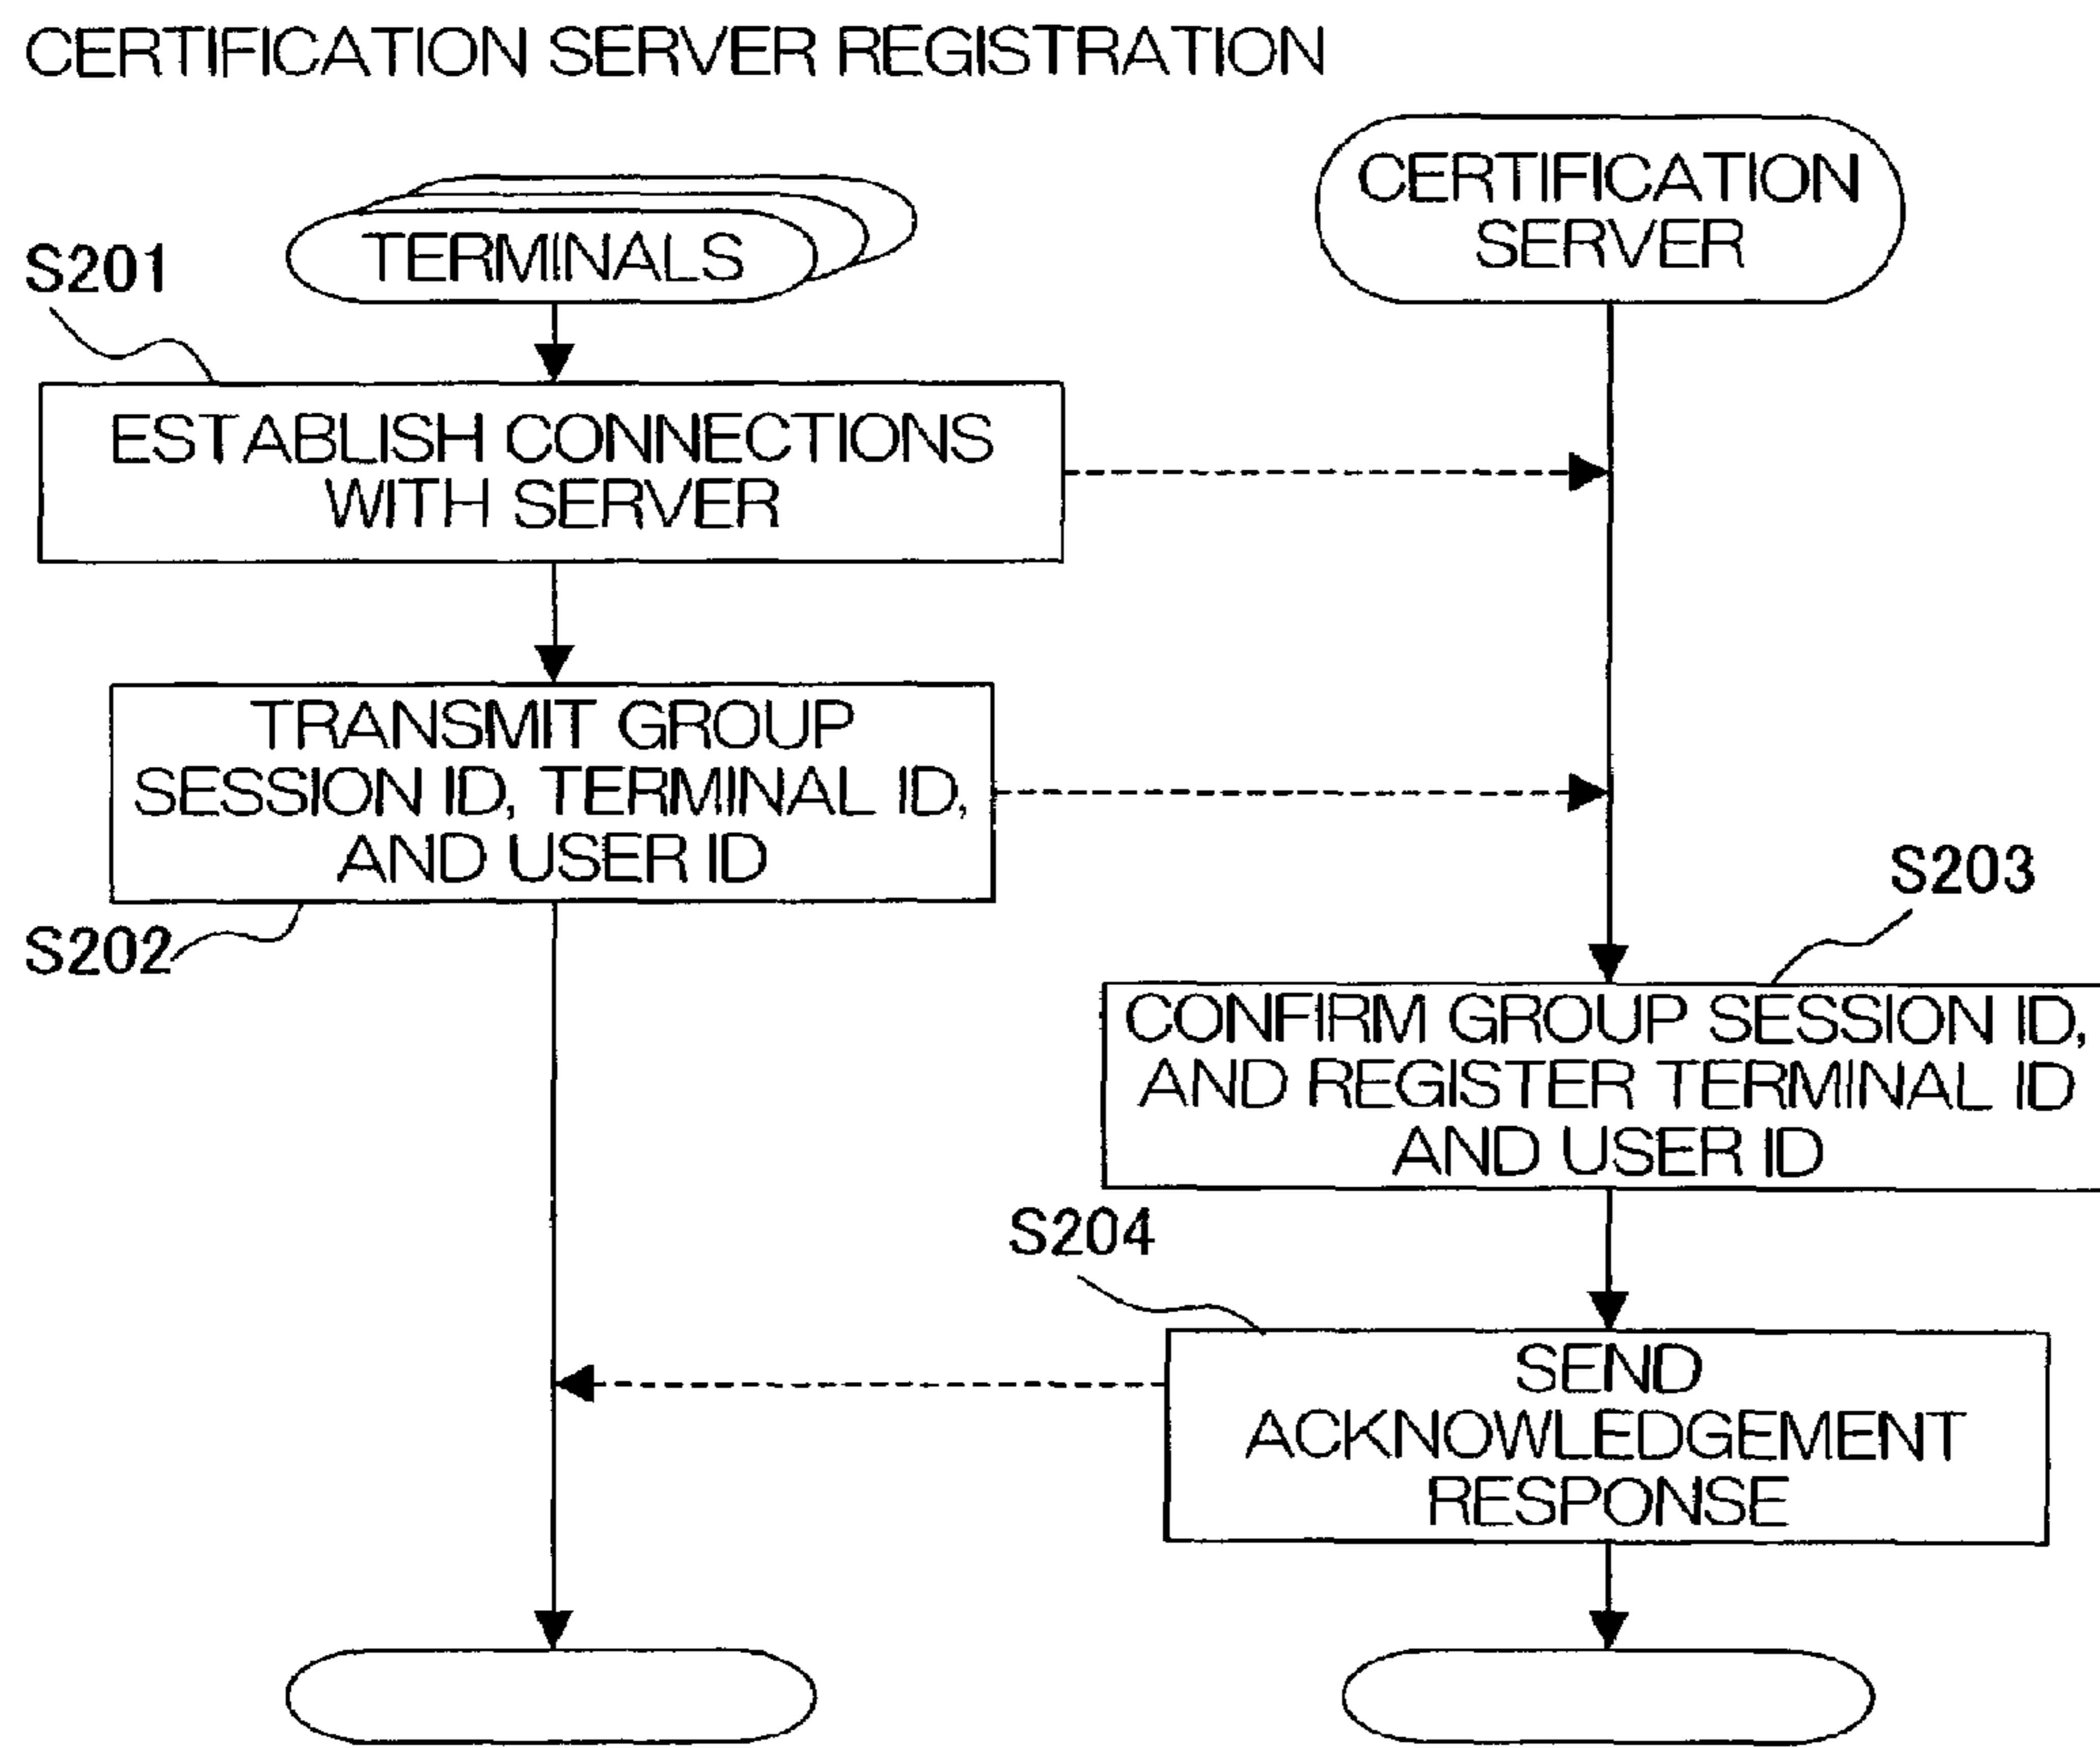 CERTIFICATION SERVER REGISTRATION
CERTIFICATION
SERVER
TERMINALS
S201
ESTABLISH CONNECTIONS
WITH SERVER
TRANSMIT GROUP
SESSION ID, TERMINAL ID,
AND USER ID
S202
S203
CONFIRM GROUP SESSION ID,
AND REGISTER TERMINAL ID
AND USER ID
S204
SEND
ACKNOWLEDGEMENT
RESPONSE